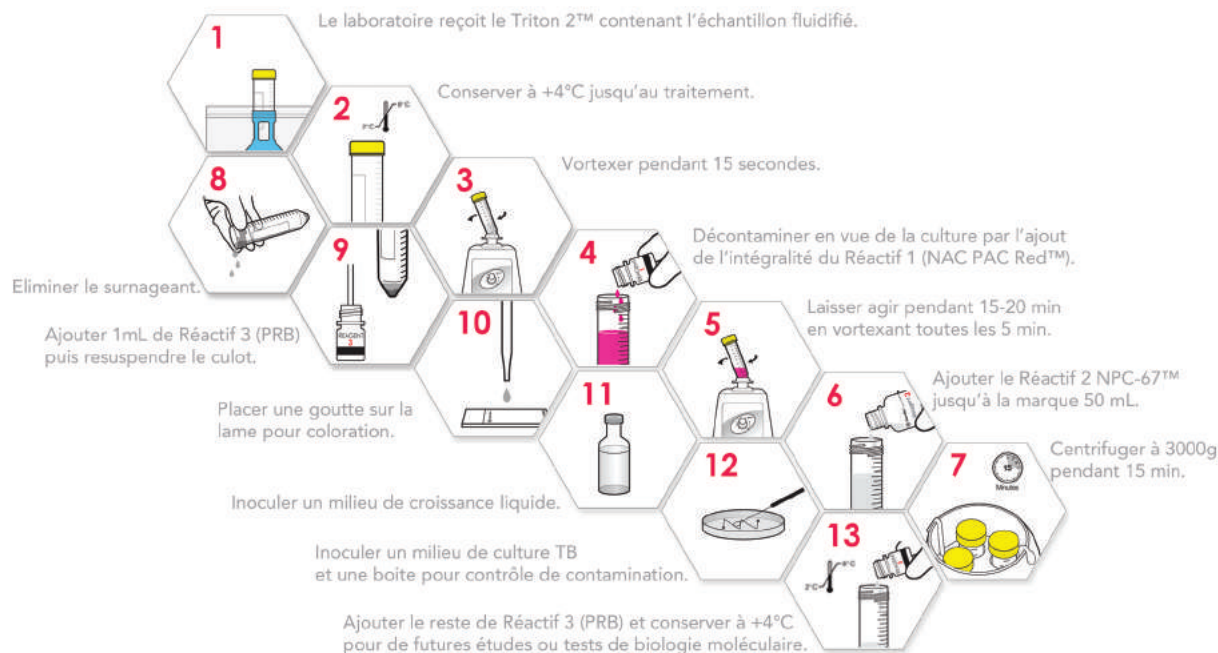 1
Le laboratoire reçoit le Triton 2™ contenant l'échantillon fluidifié.
2
Conserver à +4°C jusqu'au traitement.
3
Vortexer pendant 15 secondes.
4
Décontaminer en vue de la culture par l'ajout
de l'intégralité du Réactif 1 (NAC PAC Red™).
5
Laisser agir pendant 15-20 min
en vortexant toutes les 5 min.
6
Ajouter le Réactif 2 NPC-67™
jusqu'à la marque 50 mL.
7
15
Minutes
Centrifuger à 3000g
pendant 15 min.
8
Eliminer le surnageant.
9
REAGENT
3
Ajouter 1mL de Réactif 3 (PRB)
puis resuspendre le culot.
10
Placer une goutte sur la
lame pour coloration.
11
Inoculer un milieu de croissance liquide.
12
Inoculer un milieu de culture TB
et une boite pour contrôle de contamination.
13
Ajouter le reste de Réactif 3 (PRB) et conserver à +4°C
pour de futures études ou tests de biologie moléculaire.